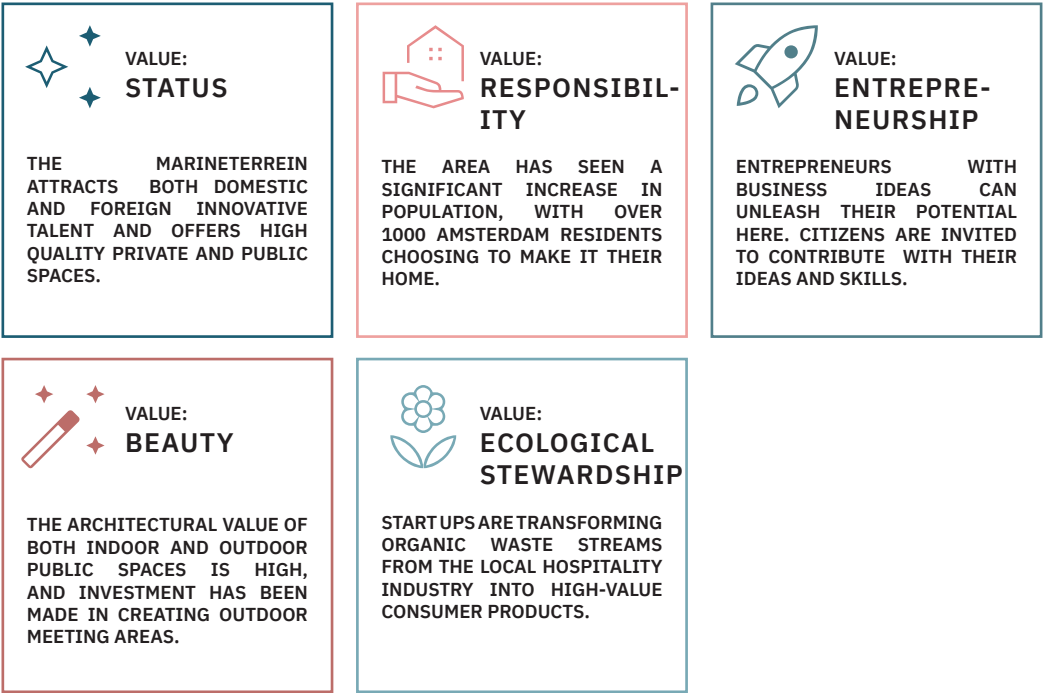 VALUE:
STATUS
THE MARINETERREIN
ATTRACTS BOTH DOMESTIC
AND FOREIGN INNOVATIVE
TALENT AND OFFERS HIGH
QUALITY PRIVATE AND PUBLIC
SPACES.
VALUE:
RESPONSIBIL-
ITY
THE AREA HAS SEEN A
SIGNIFICANT INCREASE IN
POPULATION, WITH OVER
1000 AMSTERDAM RESIDENTS
CHOOSING TO MAKE IT THEIR
HOME.
VALUE:
ENTREPRE-
NEURSHIP
ENTREPRENEURS WITH
BUSINESS IDEAS CAN
UNLEASH THEIR POTENTIAL
HERE. CITIZENS ARE INVITED
TO CONTRIBUTE WITH THEIR
IDEAS AND SKILLS.
VALUE:
BEAUTY
THE ARCHITECTURAL VALUE OF
BOTH INDOOR AND OUTDOOR
PUBLIC SPACES IS HIGH,
AND INVESTMENT HAS BEEN
MADE IN CREATING OUTDOOR
MEETING AREAS.
VALUE:
ECOLOGICAL
STEWARDSHIP
START UPS ARE TRANSFORMING
ORGANIC WASTE STREAMS
FROM THE LOCAL HOSPITALITY
INDUSTRY INTO HIGH-VALUE
CONSUMER PRODUCTS.